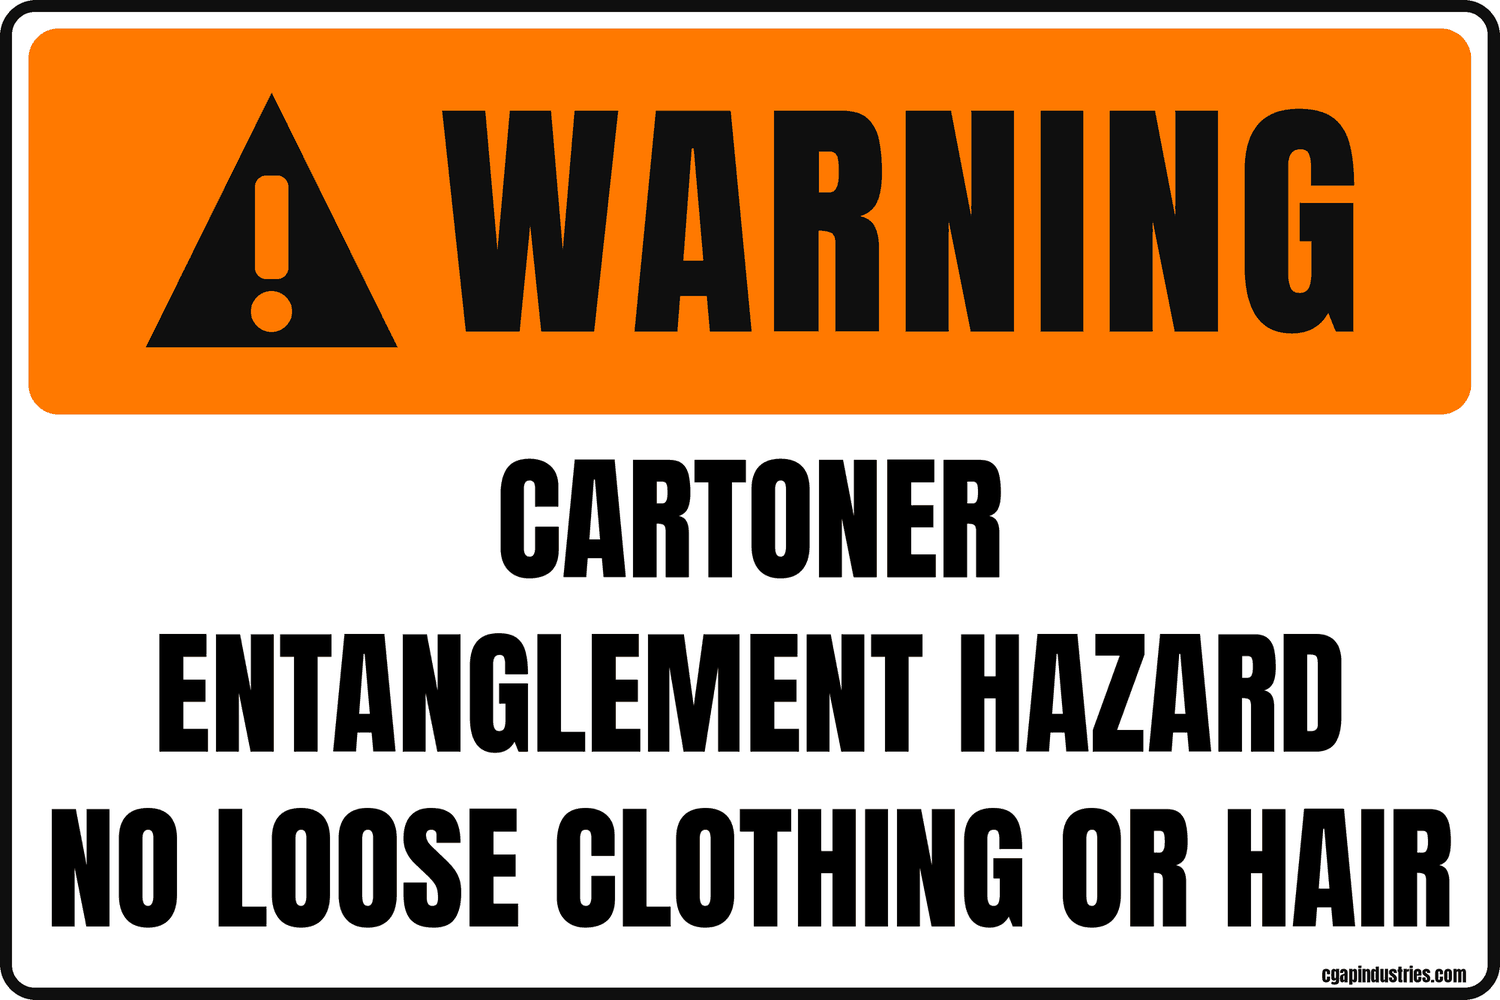 WARNING
CARTONER
ENTANGLEMENT HAZARD
NO LOOSE CLOTHING OR HAIR
cgapindustries.com